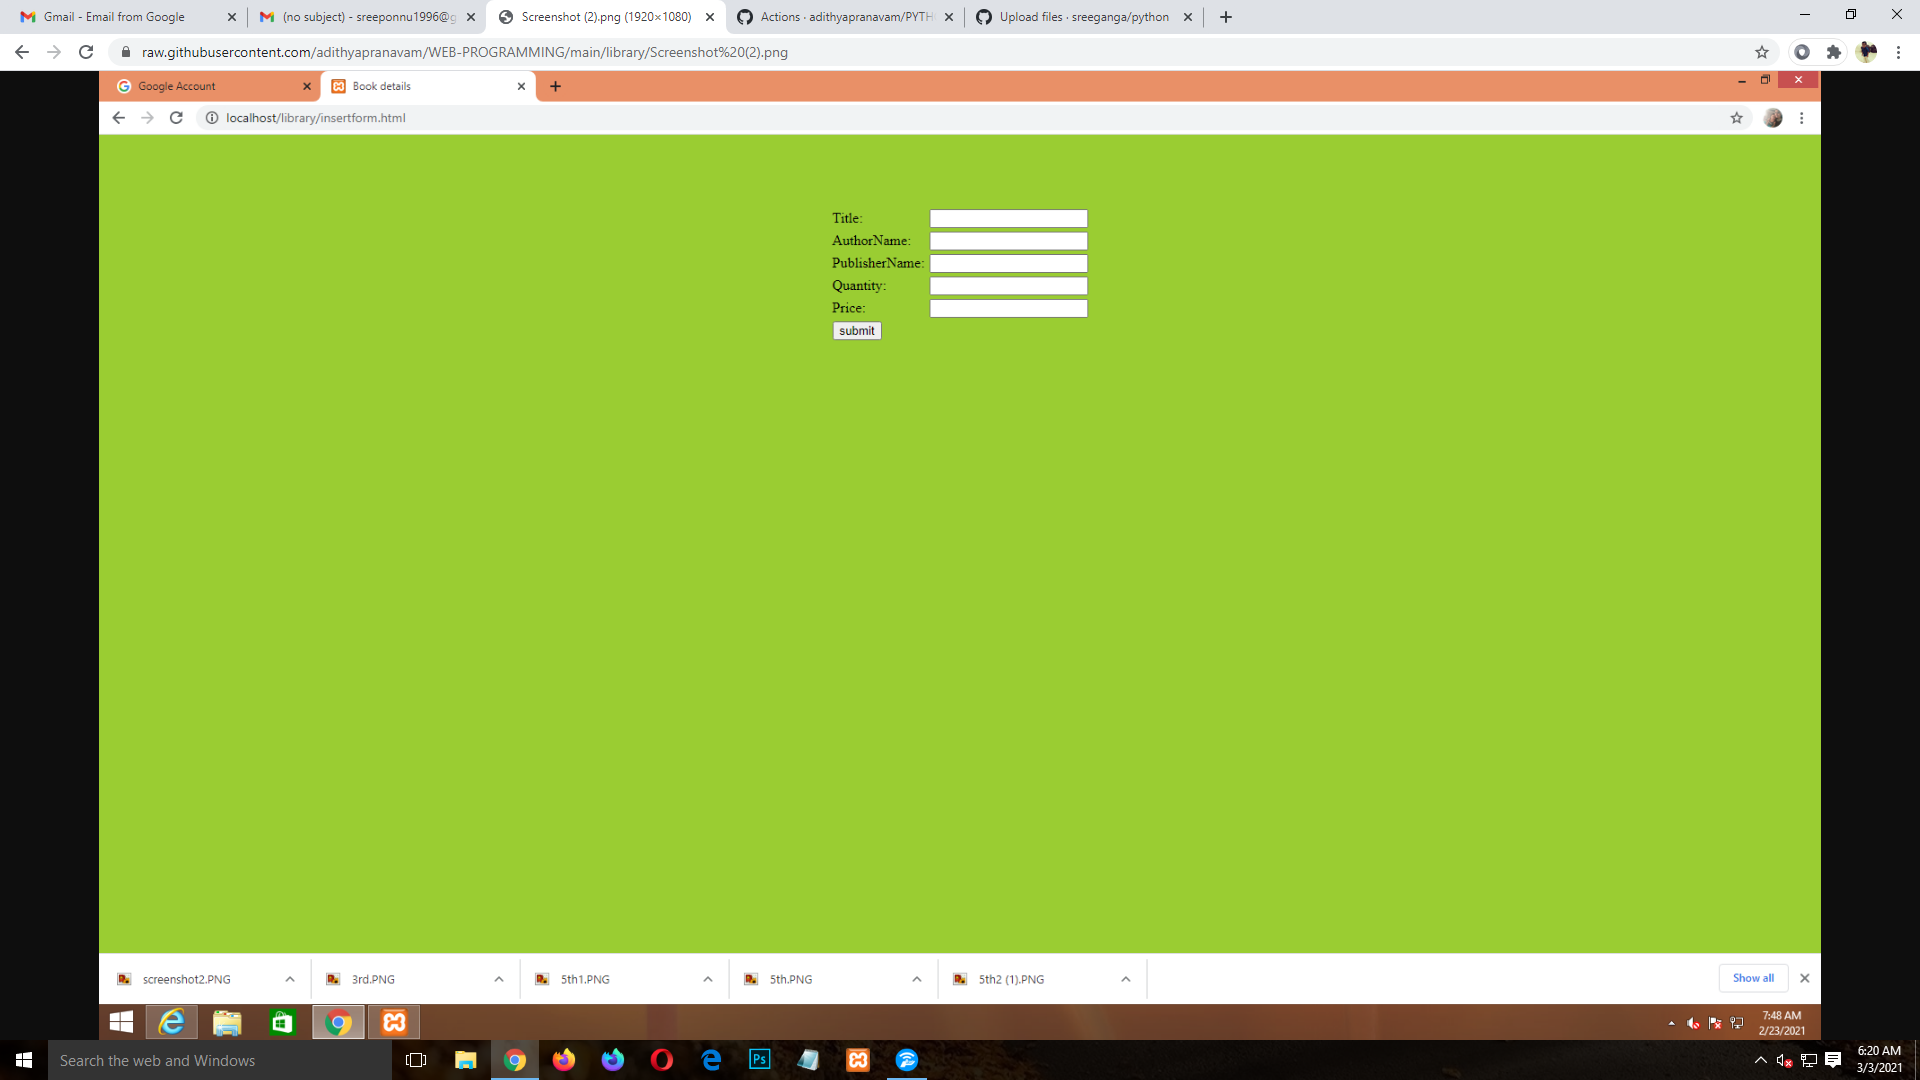 Gmail - Email from Google
(no subject) - sreeponnu1996@g
Screenshot (2).png (1920×1080)
Actions · adithyapranavam/PYTH
Upload files · sreeganga/python
raw.githubusercontent.com/adithyapranavam/WEB-PROGRAMMING/main/library/Screenshot%20(2).png
Google Account
Book details
localhost/library/insertform.html
Title:
AuthorName:
PublisherName:
Quantity:
Price:
submit
screenshot2.PNG
3rd.PNG
5th1.PNG
5th.PNG
5th2 (1).PNG
Show all
7:48 AM
2/23/2021
Search the web and Windows
Ps
6:20 AM
3/3/2021